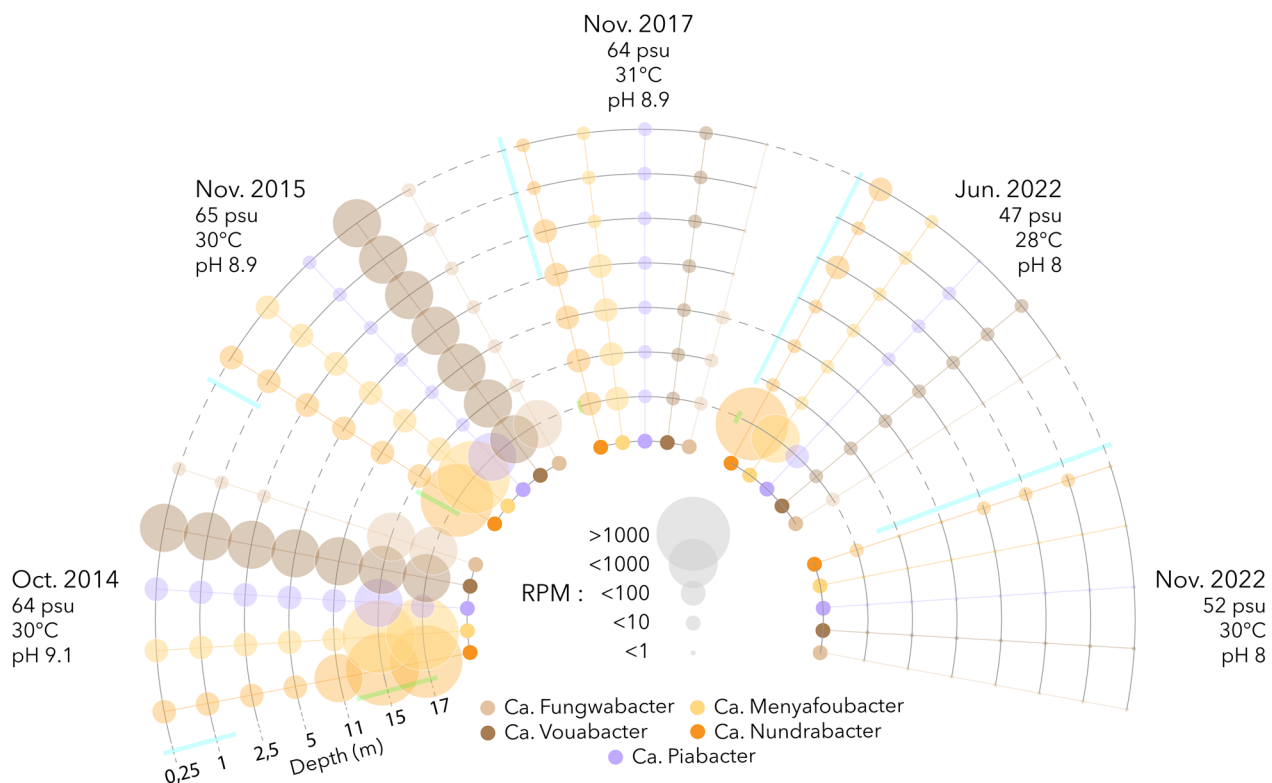 Nov. 2017
64 psu
31°C
pH 8.9
Nov. 2015
65 psu
30°C
pH 8.9
Jun. 2022
47 psu
28°C
pH 8
Oct. 2014
64 psu
30°C
pH 9.1
Nov. 2022
52 psu
30°C
pH 8
RPM :
>1000
<1000
<100
<10
<1
0,25
1
2,5
5
11
15
17
Depth (m)
Ca. Fungwabacter
Ca. Menyafoubacter
Ca. Vouabacter
Ca. Nundrabacter
Ca. Piabacter